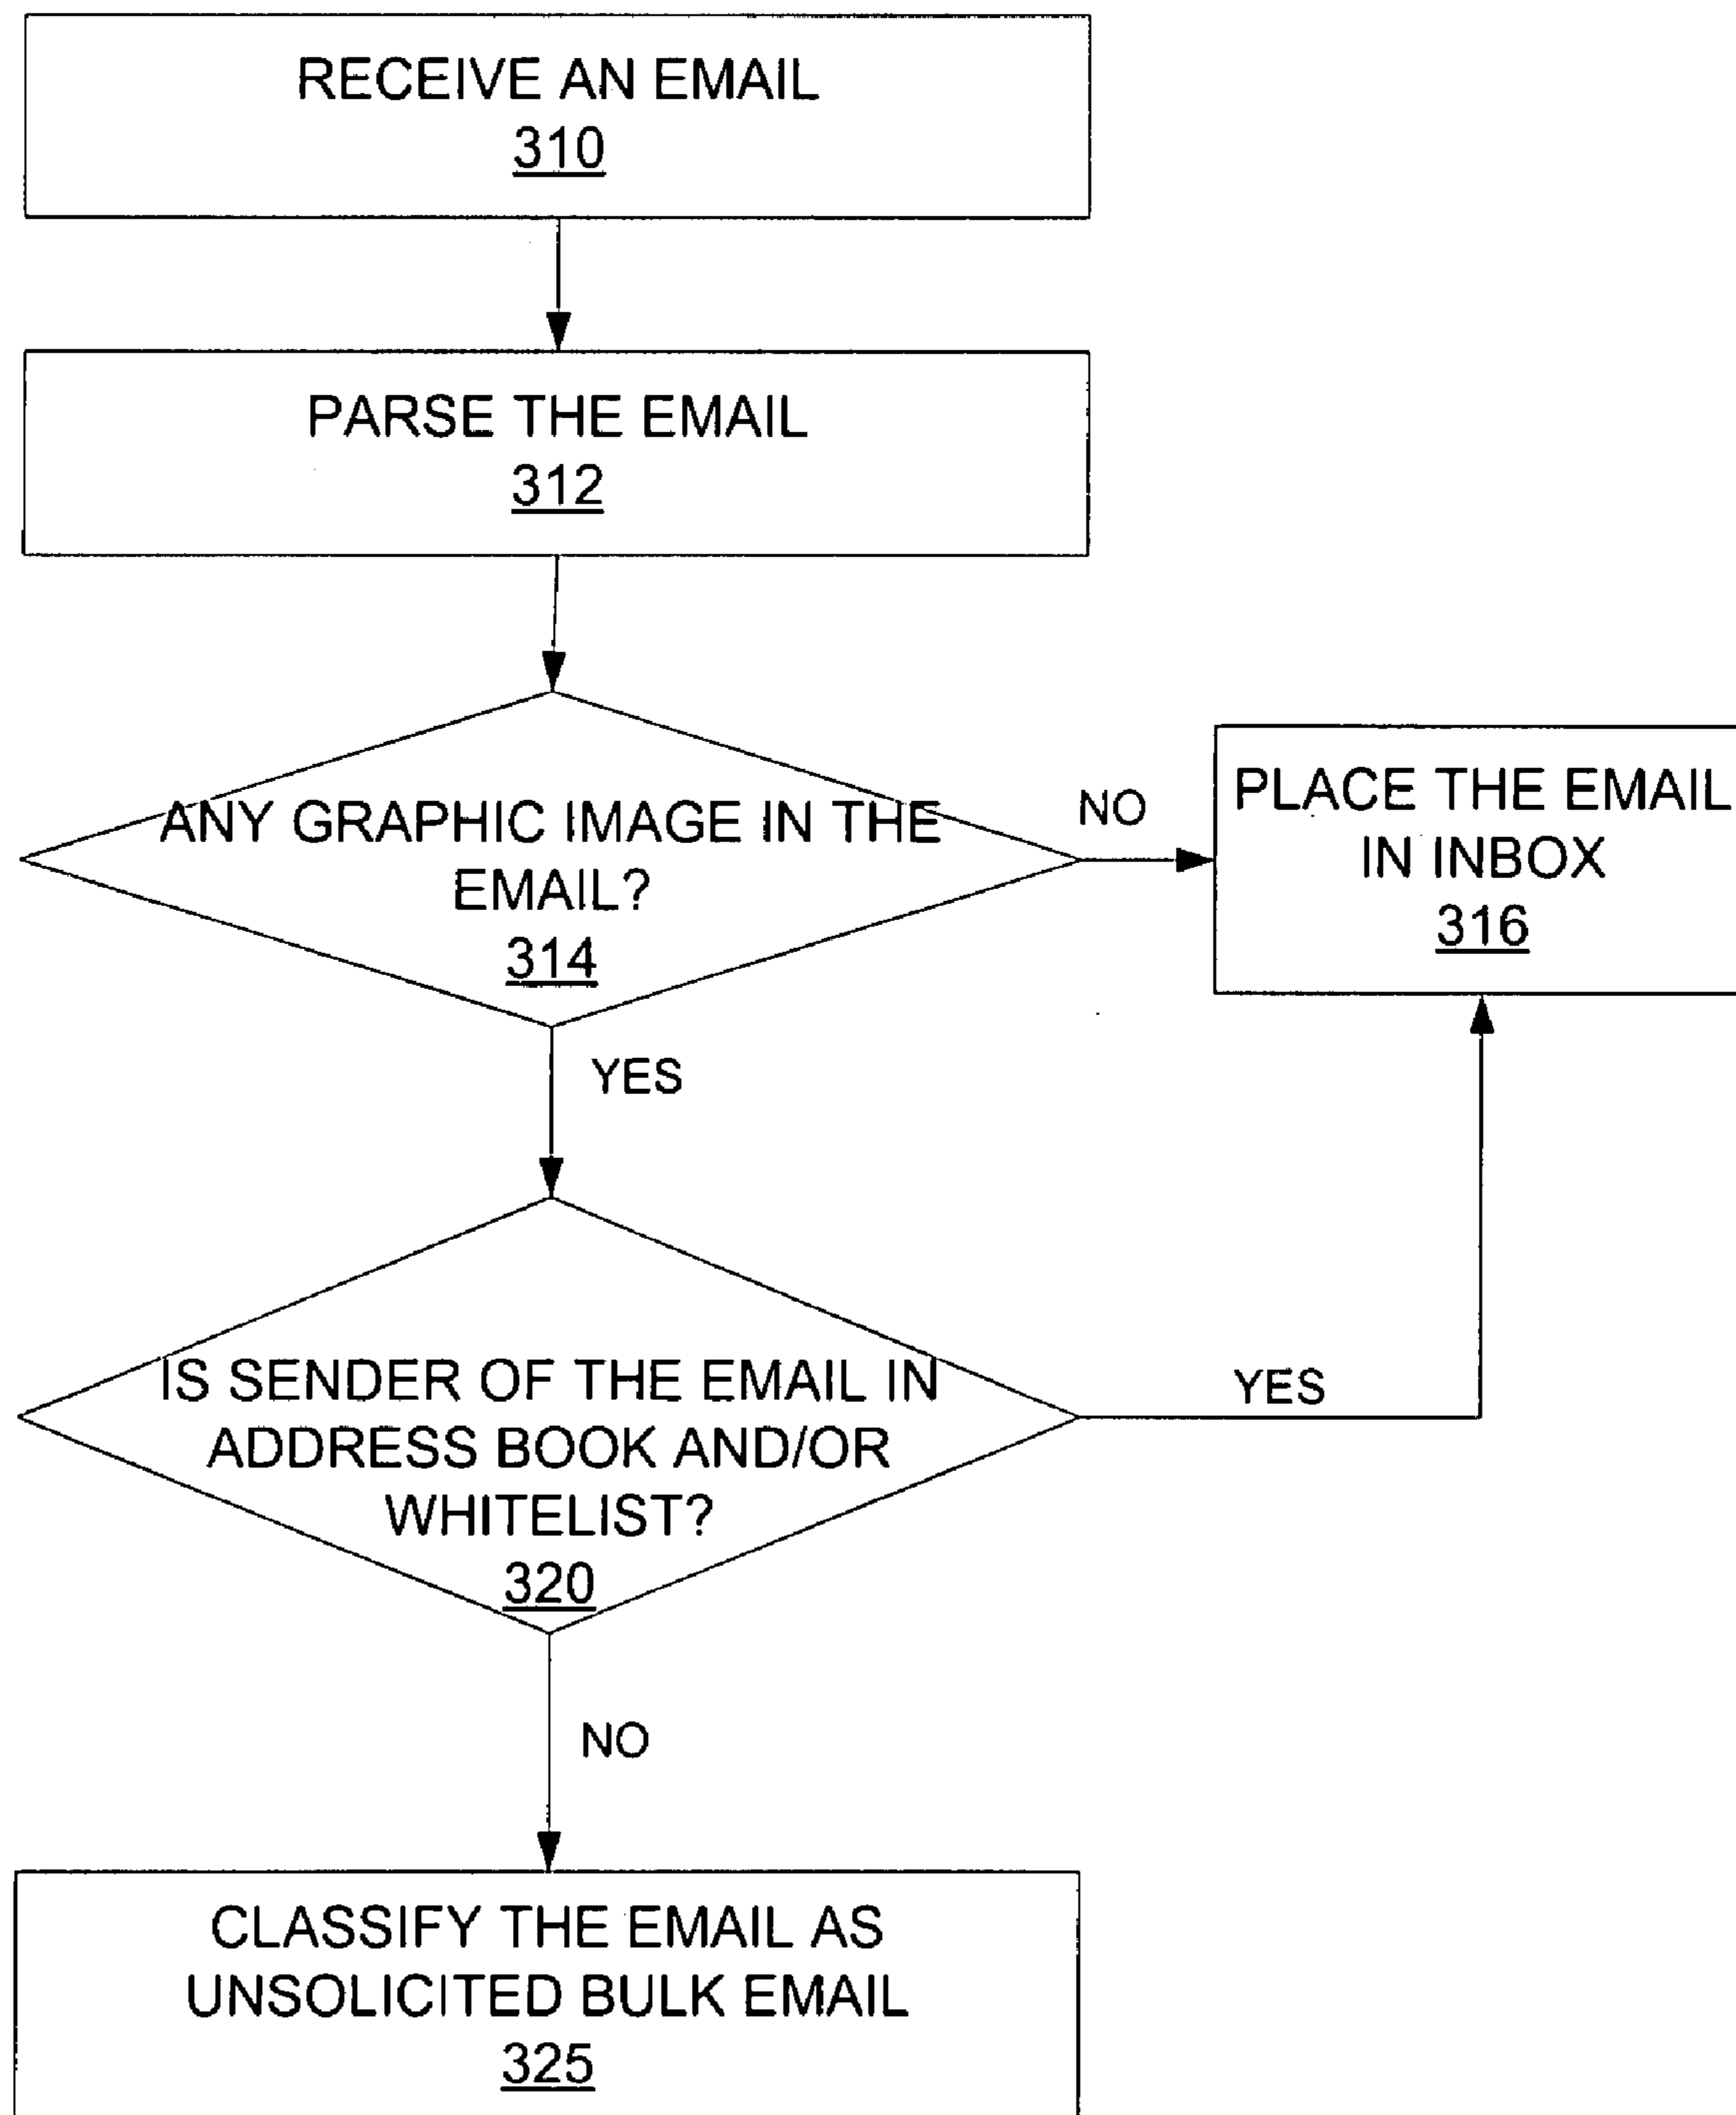 RECEIVE AN EMAIL
310
PARSE THE EMAIL
312
ANY GRAPHIC IMAGE IN THE
EMAIL?
314
NO
PLACE THE EMAIL
IN INBOX
316
YES
IS SENDER OF THE EMAIL IN
ADDRESS BOOK AND/OR
WHITELIST?
320
YES
NO
CLASSIFY THE EMAIL AS
UNSOLICITED BULK EMAIL
325